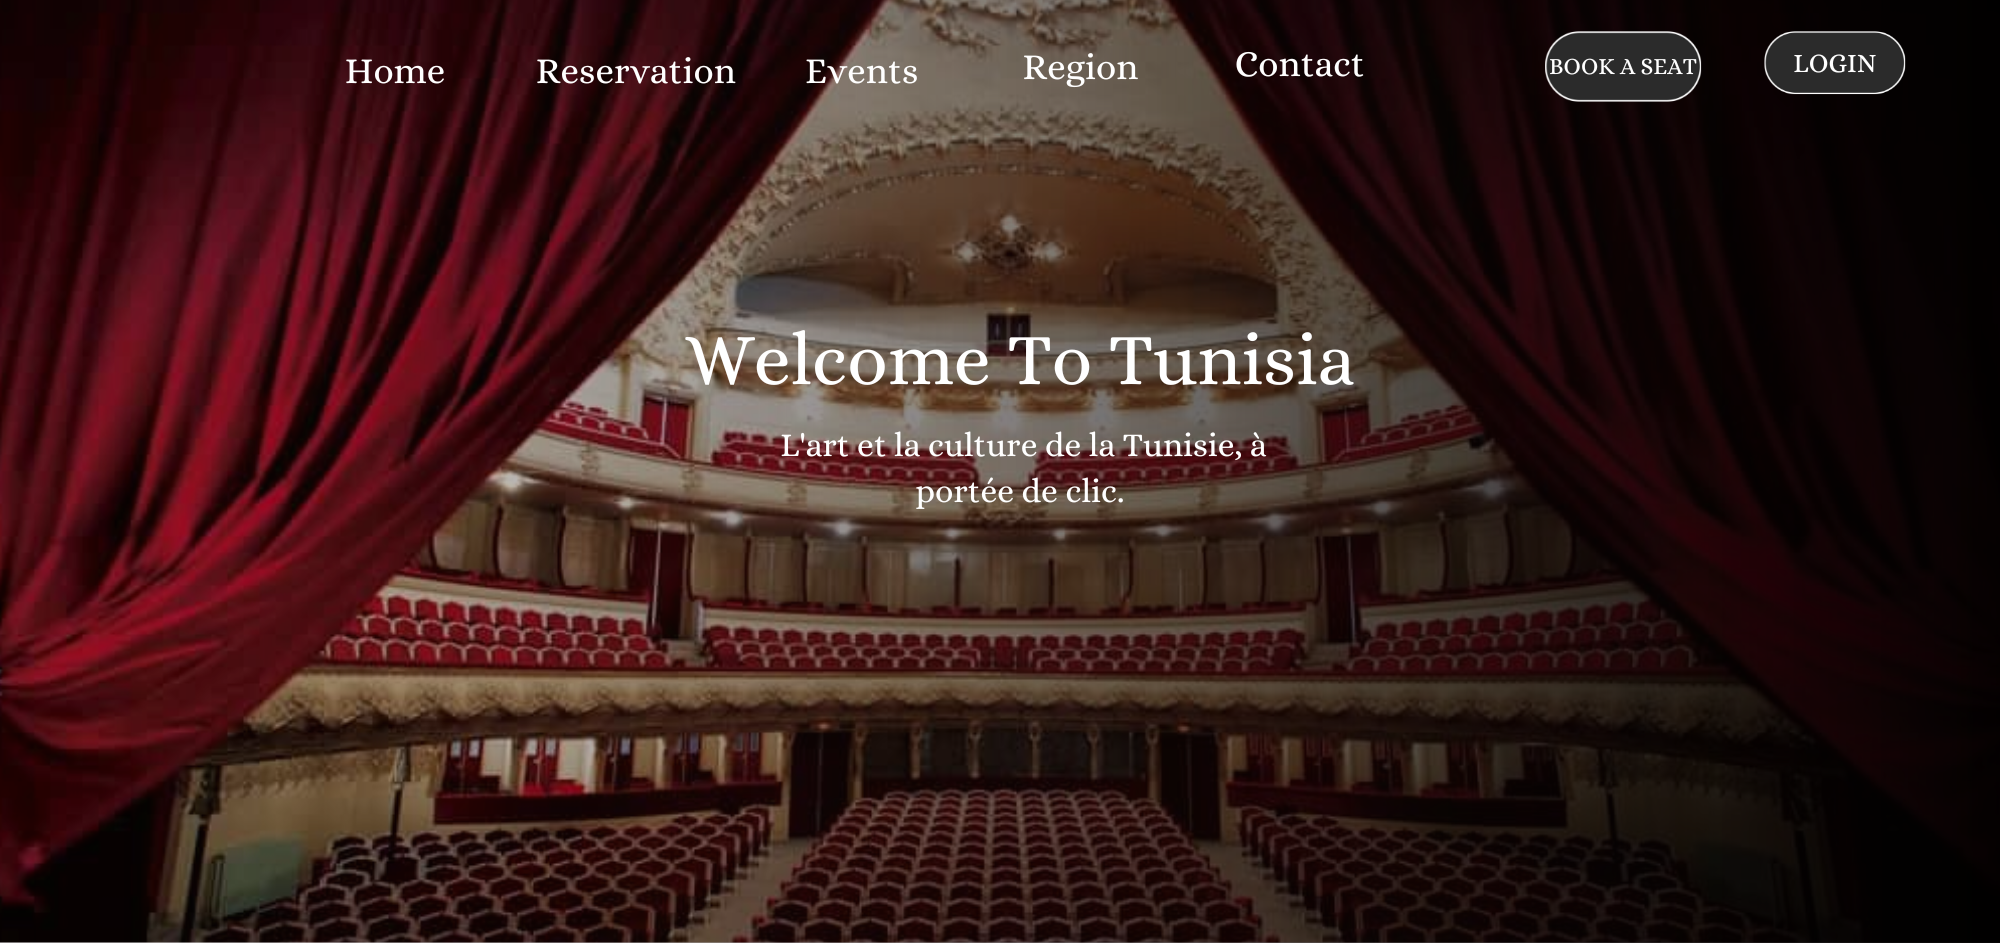 Home Reservation Events Region Contact BOOK A SEAT LOGIN
Welcome To Tunisia
L'art et la culture de la Tunisie, à
portée de clic.